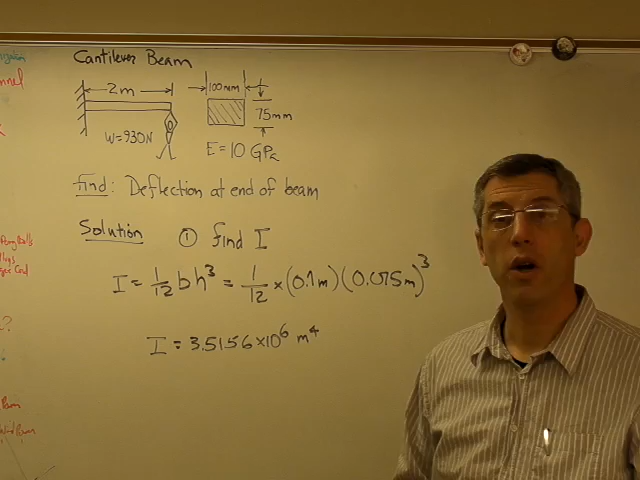 Cantilever Beam
2m
100mm
75mm
W=930N
E = 10 GPa
find: Deflection at end of beam
Solution ① find I
I = 1/12 bh³ = 1/12 × (0.1m)(0.075m)³
I = 3.5156×10⁶ m⁴